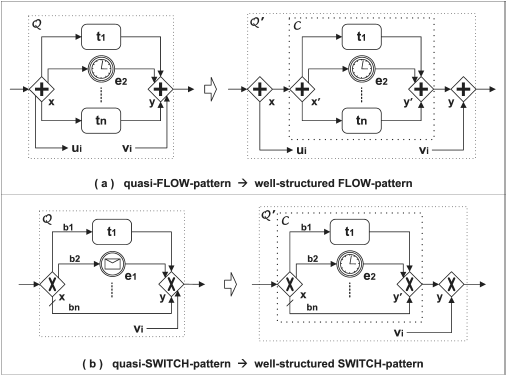 Q Q' C
t1 t1
e2 e2
x y x x' y' y
tn tn
ui vi ui vi
( a ) quasi-FLOW-pattern → well-structured FLOW-pattern
Q Q' C
b1 t1 b1 t1
b2 e1 b2 e2
x y x y' y
bn bn
vi vi
( b ) quasi-SWITCH-pattern → well-structured SWITCH-pattern